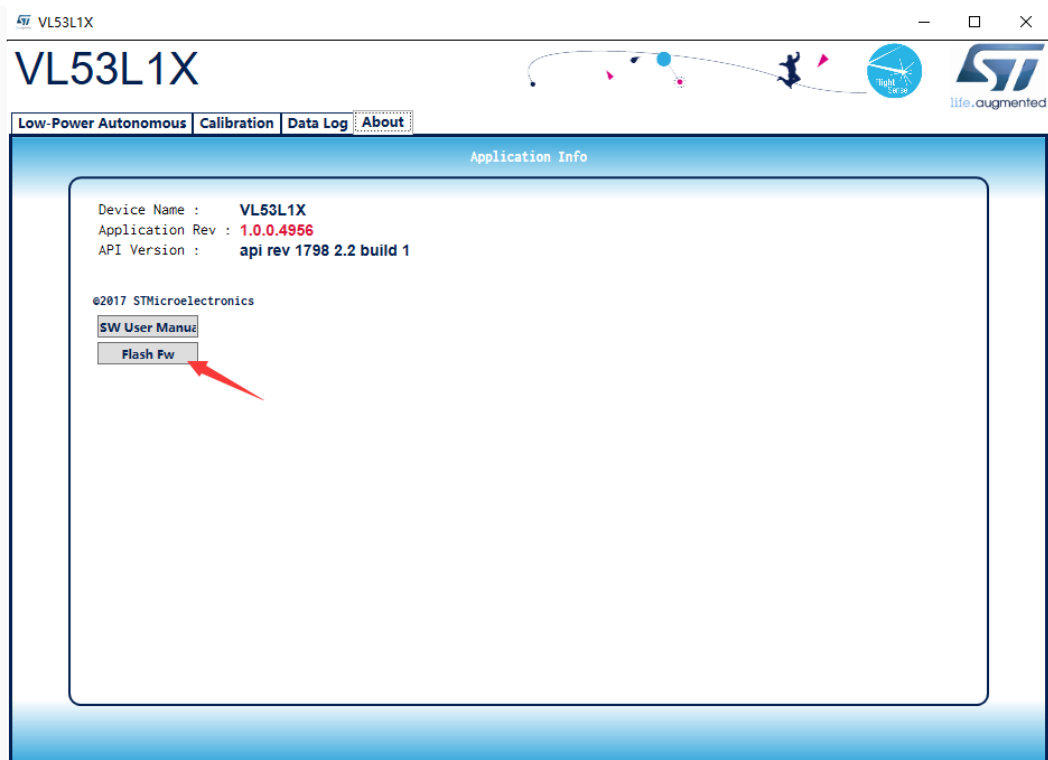 VL53L1X
VL53L1X
Flight
Sense
life.augmented
Low-Power Autonomous Calibration Data Log About
Application Info
Device Name : VL53L1X
Application Rev : 1.0.0.4956
API Version : api rev 1798 2.2 build 1
©2017 STMicroelectronics
SW User Manua
Flash Fw